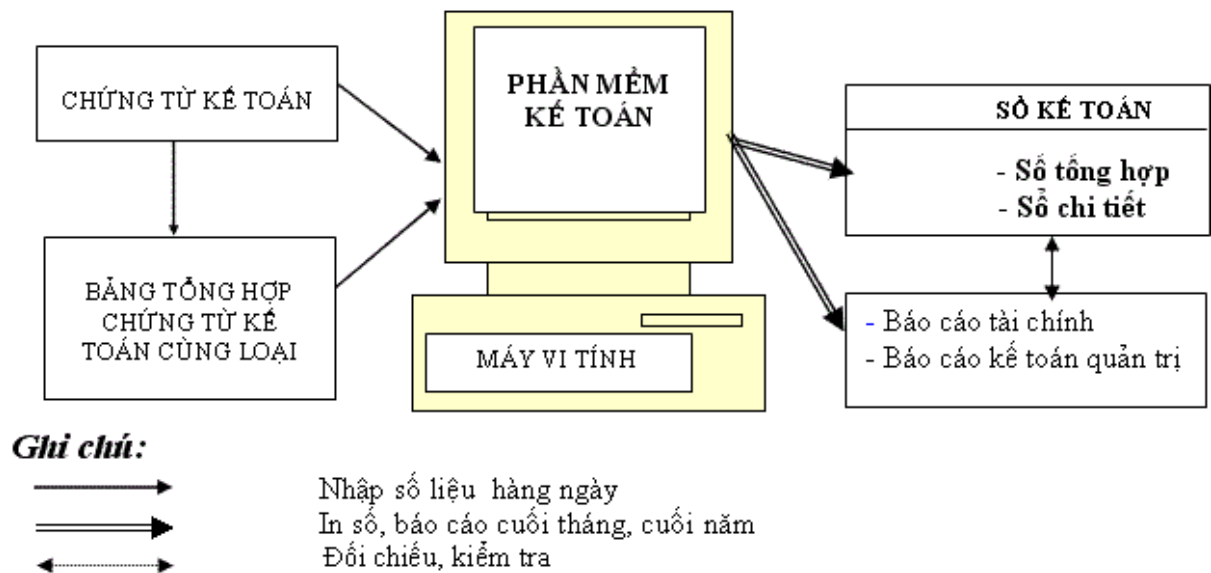 CHỨNG TỪ KẾ TOÁN
BẢNG TỔNG HỢP
CHỨNG TỪ KẾ
TOÁN CÙNG LOẠI
PHẦN MỀM
KẾ TOÁN
MÁY VI TÍNH
SỔ KẾ TOÁN
- Sổ tổng hợp
- Sổ chi tiết
- Báo cáo tài chính
- Báo cáo kế toán quản trị
Ghi chú:
Nhập số liệu hàng ngày
In sổ, báo cáo cuối tháng, cuối năm
Đối chiếu, kiểm tra